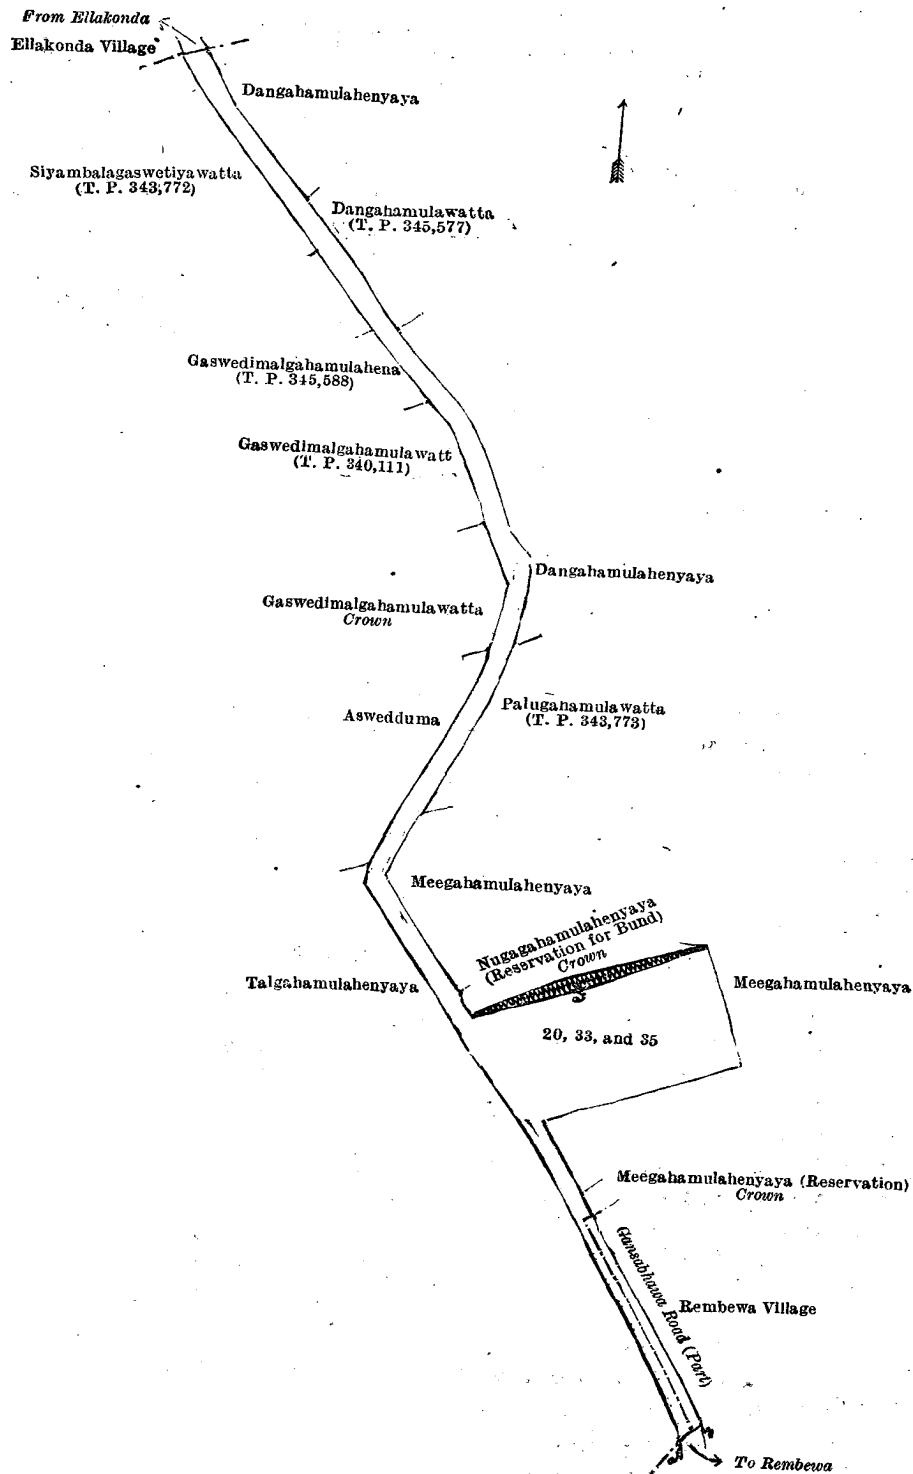 From Ellakonda
Ellakonda Village
Dangahamulahenyaya
Siyambalagaswetiyawatta
(T. P. 343,772)
Dangahamulawatta
(T. P. 345,577)
Gaswedimalgahamulahena
(T. P. 345,588)
Gaswedimalgahamulawatt
(T. P. 340,111)
Dangahamulahenyaya
Gaswedimalgahamulawatta
Crown
Paluganamulawatta
(T. P. 343,773)
Aswedduma
Meegahamulahenyaya
Nugagahamulahenyaya
(Reservation for Bund)
Crown
Talgahamulahenyaya
Meegahamulahenyaya
20, 33, and 35
Meegahamulahenyaya (Reservation)
Crown
Gansabhawa Road (Part)
Rembewa Village
To Rembewa